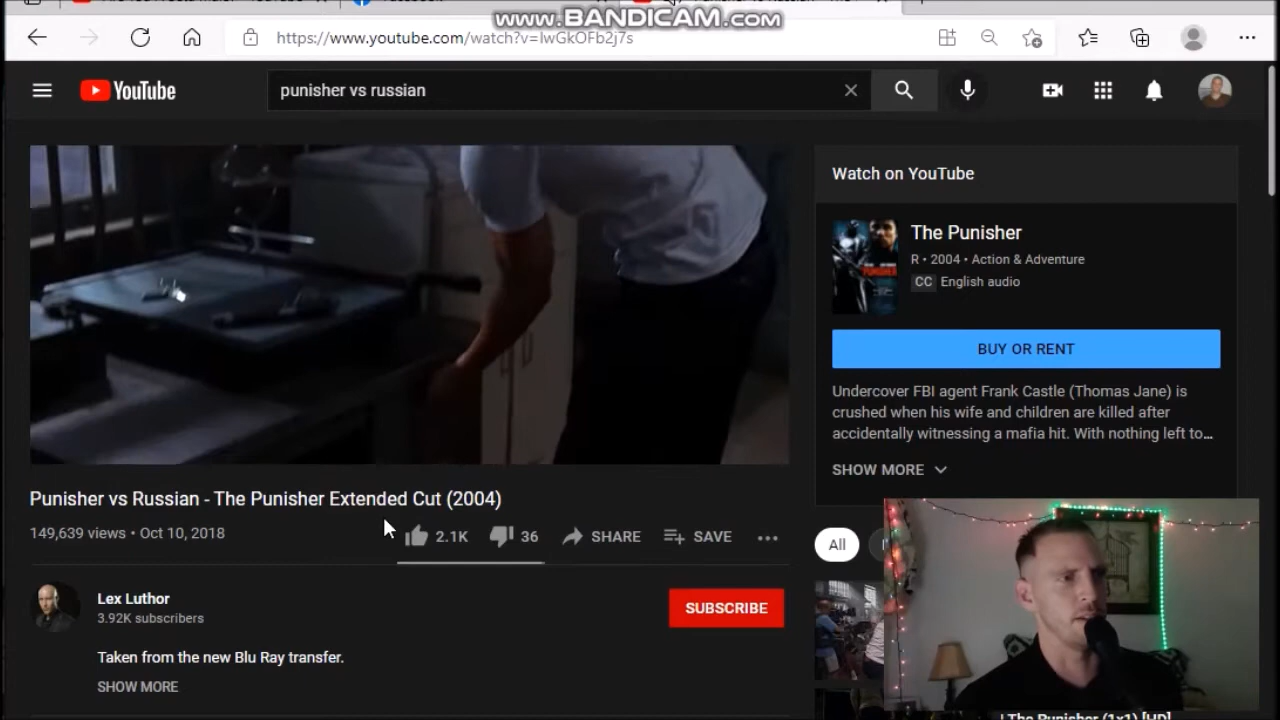 www.BANDICAM.com
https://www.youtube.com/watch?v=IwGkOFb2j7s
YouTube
punisher vs russian
Watch on YouTube
The Punisher
R • 2004 • Action & Adventure
CC English audio
BUY OR RENT
Undercover FBI agent Frank Castle (Thomas Jane) is
crushed when his wife and children are killed after
accidentally witnessing a mafia hit. With nothing left to...
SHOW MORE
Punisher vs Russian - The Punisher Extended Cut (2004)
149,639 views • Oct 10, 2018
2.1K
36
SHARE
SAVE
All
Lex Luthor
3.92K subscribers
SUBSCRIBE
Taken from the new Blu Ray transfer.
SHOW MORE
The Punisher (1x1) [HD]